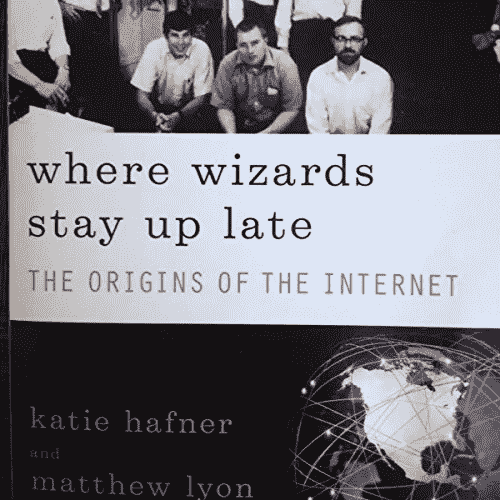 where wizards
stay up late
THE ORIGINS OF THE INTERNET
katie hafner
and
matthew lyon